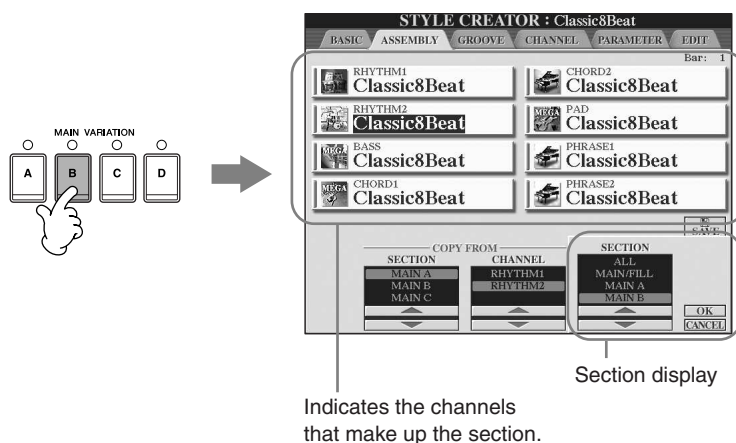 STYLE CREATOR : Classic8Beat
BASIC ASSEMBLY GROOVE CHANNEL PARAMETER EDIT
Bar: 1
RHYTHM1
Classic8Beat
CHORD2
Classic8Beat
RHYTHM2
Classic8Beat
MEGA PAD
Classic8Beat
MEGA BASS
Classic8Beat
PHRASE1
Classic8Beat
MEGA CHORD1
Classic8Beat
PHRASE2
Classic8Beat
MAIN VARIATION
A B C D
SAVE
COPY FROM
SECTION CHANNEL SECTION
MAIN A
MAIN B
MAIN C
RHYTHM1
RHYTHM2
ALL
MAIN/FILL
MAIN A
MAIN B
OK
CANCEL
Section display
Indicates the channels
that make up the section.